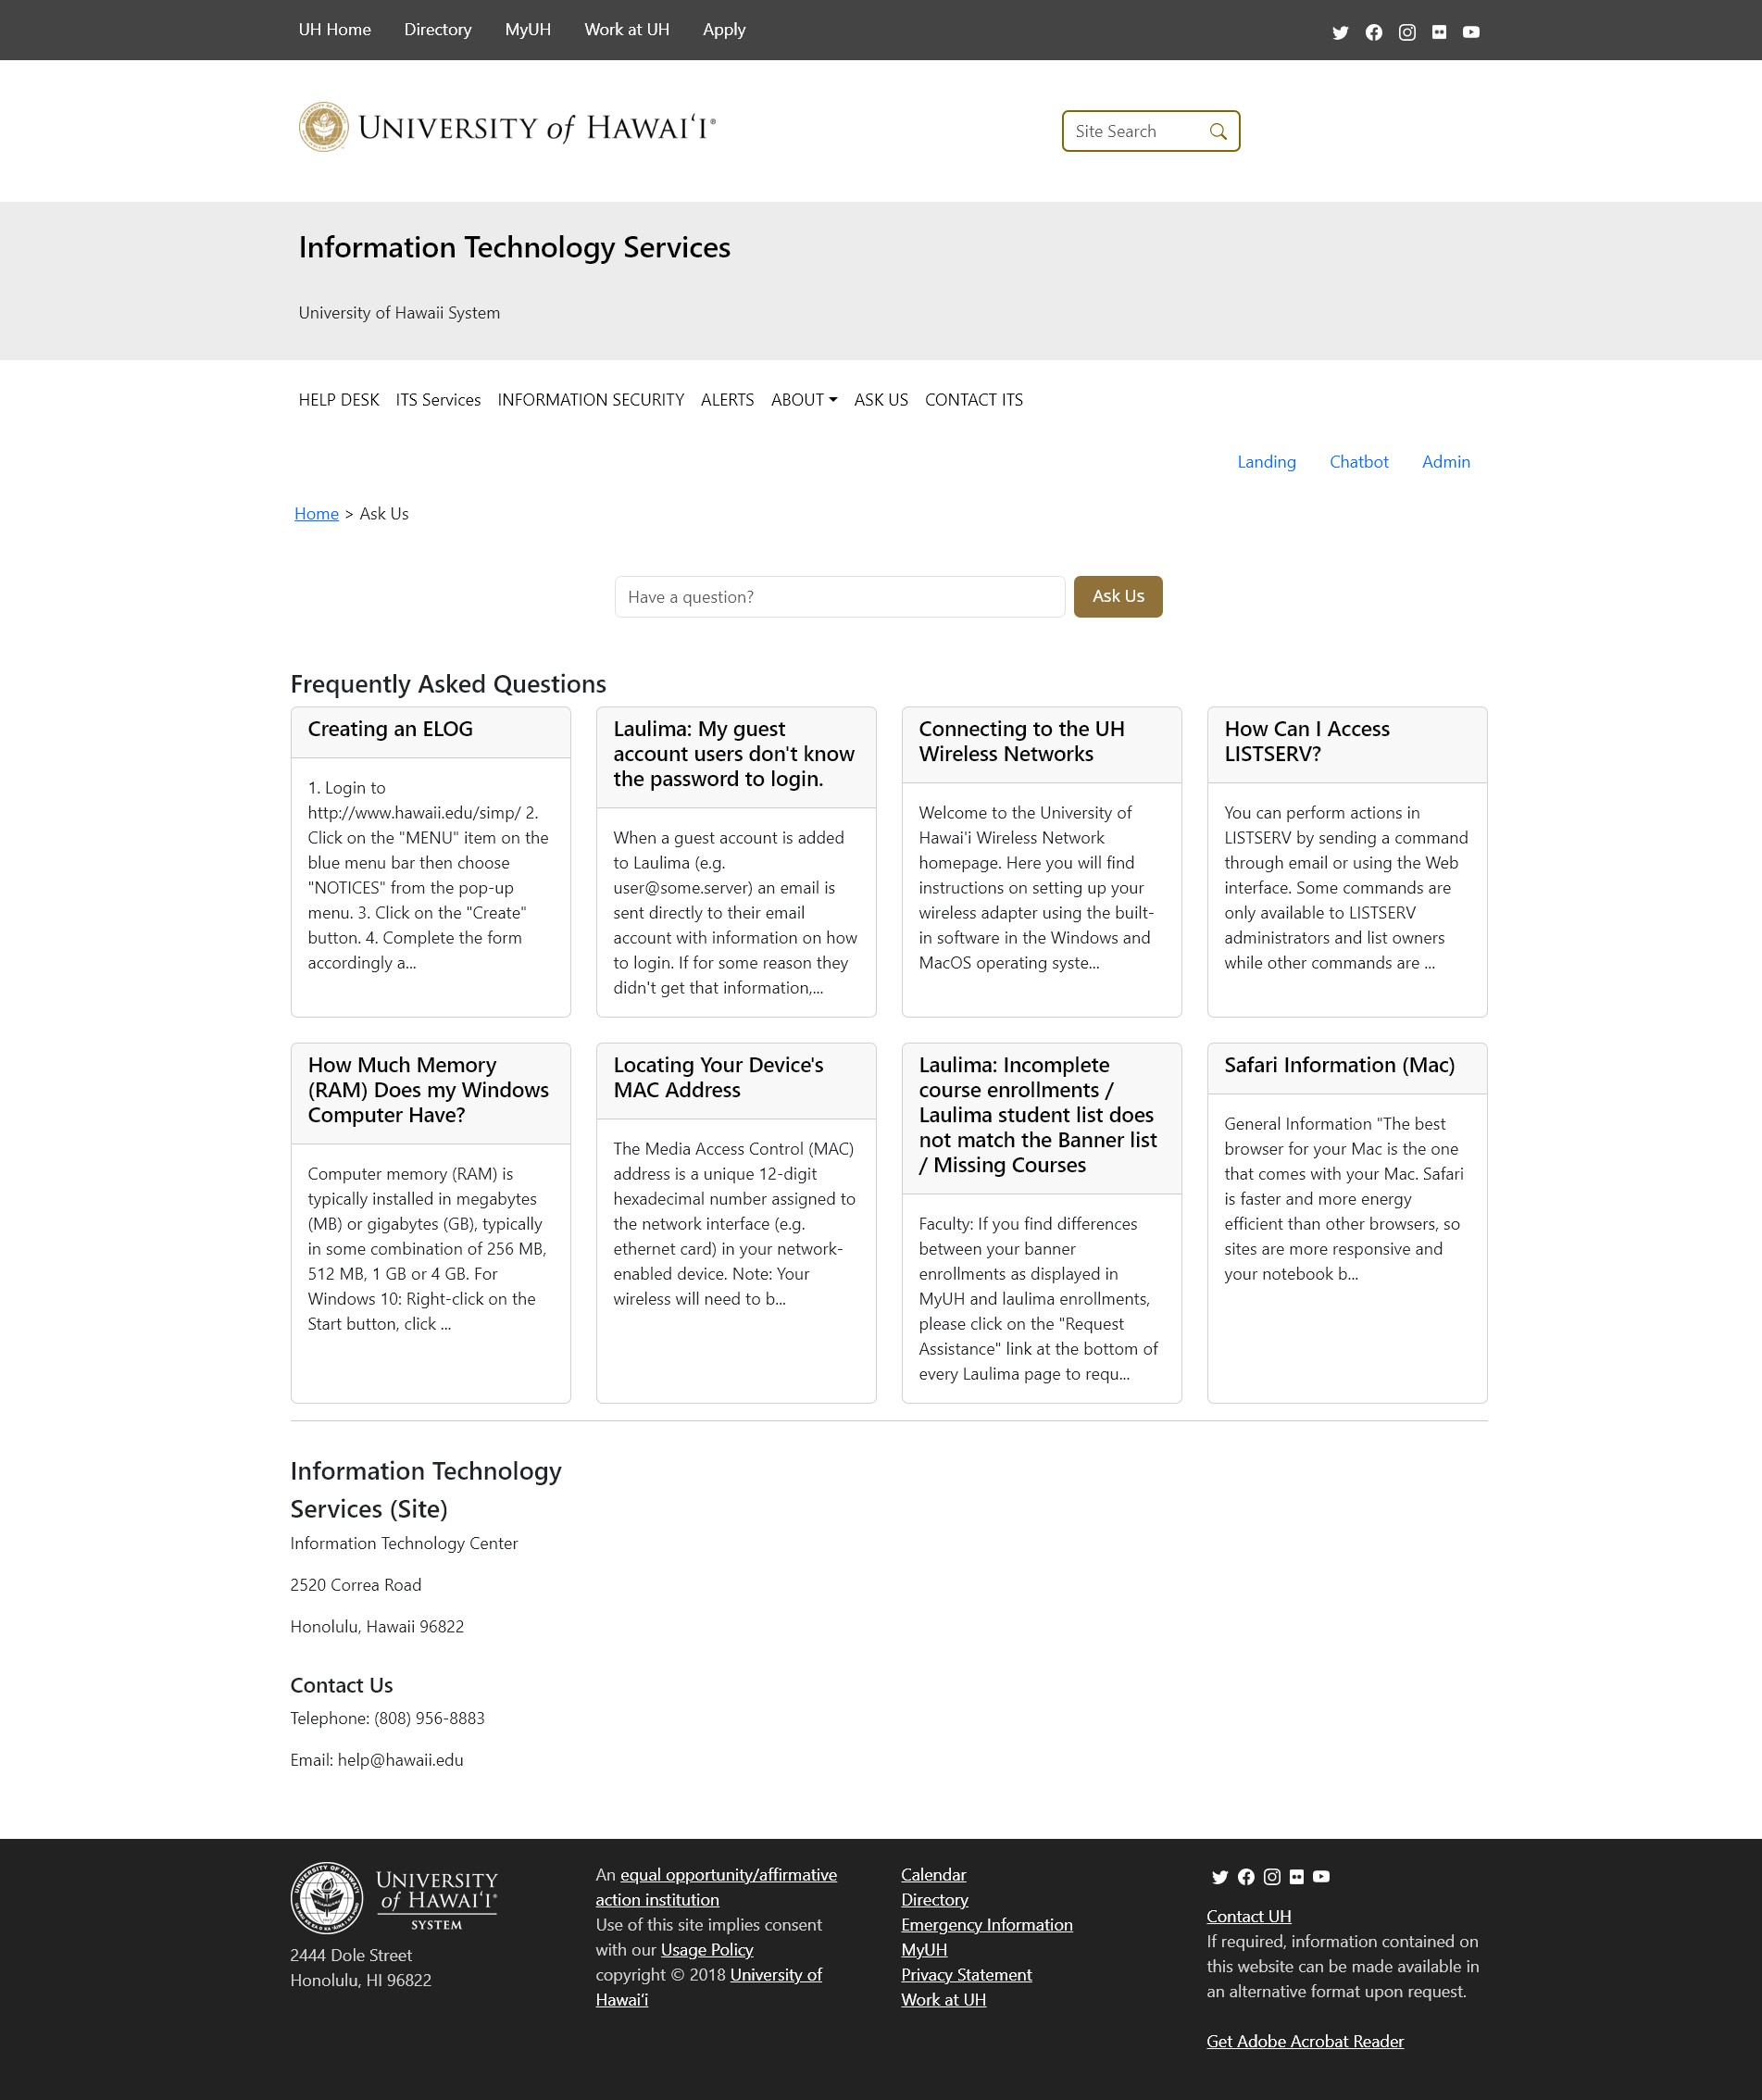 UH Home Directory MyUH Work at UH Apply
UNIVERSITY of HAWAIʻI®
Site Search
Information Technology Services
University of Hawaii System
HELP DESK ITS Services INFORMATION SECURITY ALERTS ABOUT ASK US CONTACT ITS
Landing Chatbot Admin
Home > Ask Us
Have a question? Ask Us
Frequently Asked Questions
Creating an ELOG
1. Login to
http://www.hawaii.edu/simp/ 2.
Click on the "MENU" item on the
blue menu bar then choose
"NOTICES" from the pop-up
menu. 3. Click on the "Create"
button. 4. Complete the form
accordingly a...
Laulima: My guest
account users don't know
the password to login.
When a guest account is added
to Laulima (e.g.
user@some.server) an email is
sent directly to their email
account with information on how
to login. If for some reason they
didn't get that information,...
Connecting to the UH
Wireless Networks
Welcome to the University of
Hawai'i Wireless Network
homepage. Here you will find
instructions on setting up your
wireless adapter using the built-
in software in the Windows and
MacOS operating syste...
How Can I Access
LISTSERV?
You can perform actions in
LISTSERV by sending a command
through email or using the Web
interface. Some commands are
only available to LISTSERV
administrators and list owners
while other commands are ...
How Much Memory
(RAM) Does my Windows
Computer Have?
Computer memory (RAM) is
typically installed in megabytes
(MB) or gigabytes (GB), typically
in some combination of 256 MB,
512 MB, 1 GB or 4 GB. For
Windows 10: Right-click on the
Start button, click ...
Locating Your Device's
MAC Address
The Media Access Control (MAC)
address is a unique 12-digit
hexadecimal number assigned to
the network interface (e.g.
ethernet card) in your network-
enabled device. Note: Your
wireless will need to b...
Laulima: Incomplete
course enrollments /
Laulima student list does
not match the Banner list
/ Missing Courses
Faculty: If you find differences
between your banner
enrollments as displayed in
MyUH and laulima enrollments,
please click on the "Request
Assistance" link at the bottom of
every Laulima page to requ...
Safari Information (Mac)
General Information "The best
browser for your Mac is the one
that comes with your Mac. Safari
is faster and more energy
efficient than other browsers, so
sites are more responsive and
your notebook b...
Information Technology
Services (Site)
Information Technology Center
2520 Correa Road
Honolulu, Hawaii 96822
Contact Us
Telephone: (808) 956-8883
Email: help@hawaii.edu
UNIVERSITY
of HAWAIʻI®
SYSTEM
2444 Dole Street
Honolulu, HI 96822
An equal opportunity/affirmative
action institution
Use of this site implies consent
with our Usage Policy
copyright © 2018 University of
Hawaiʻi
Calendar
Directory
Emergency Information
MyUH
Privacy Statement
Work at UH
Contact UH
If required, information contained on
this website can be made available in
an alternative format upon request.
Get Adobe Acrobat Reader